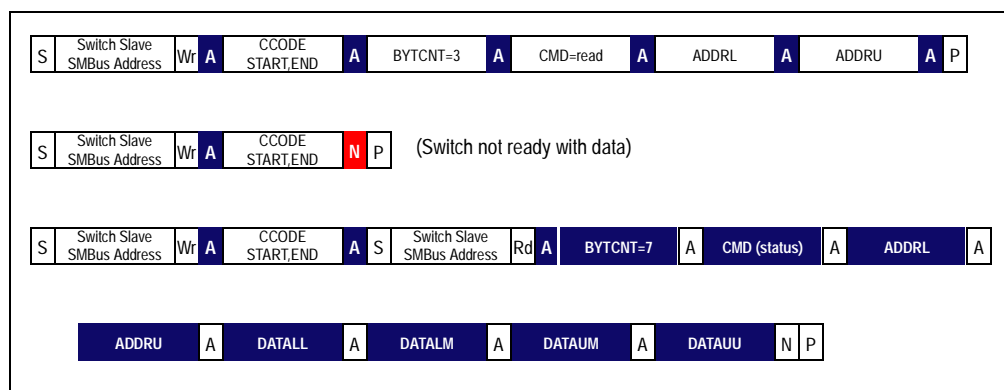 S Switch Slave SMBus Address Wr A CCODE START,END A BYTCNT=3 A CMD=read A ADDRL A ADDRU A P
S Switch Slave SMBus Address Wr A CCODE START,END N P (Switch not ready with data)
S Switch Slave SMBus Address Wr A CCODE START,END A S Switch Slave SMBus Address Rd A BYTCNT=7 A CMD (status) A ADDRL A
ADDRU A DATALL A DATALM A DATAUM A DATAUU N P